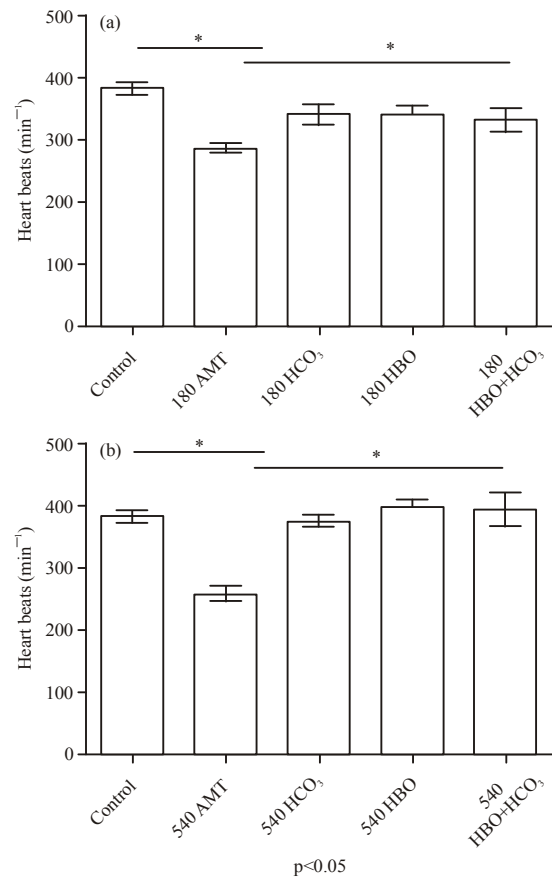 (a)
500
400
300
200
100
0
Heart beats (min⁻¹)
*
*
Control
180 AMT
180 HCO₃
180 HBO
180
HBO+HCO₃
(b)
500
400
300
200
100
0
Heart beats (min⁻¹)
*
*
Control
540 AMT
540 HCO₃
540 HBO
540
HBO+HCO₃
p<0.05